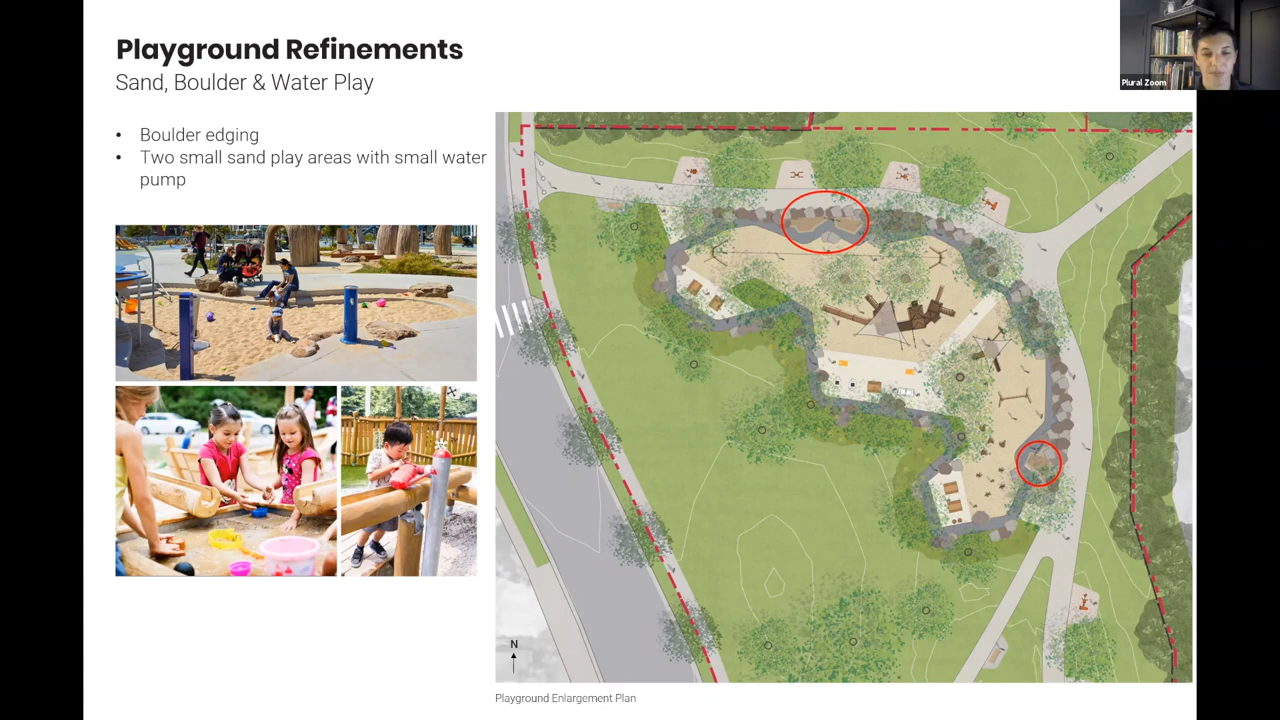 Playground Refinements
Sand, Boulder & Water Play
• Boulder edging
• Two small sand play areas with small water
pump
Plural Zoom
N
Playground Enlargement Plan